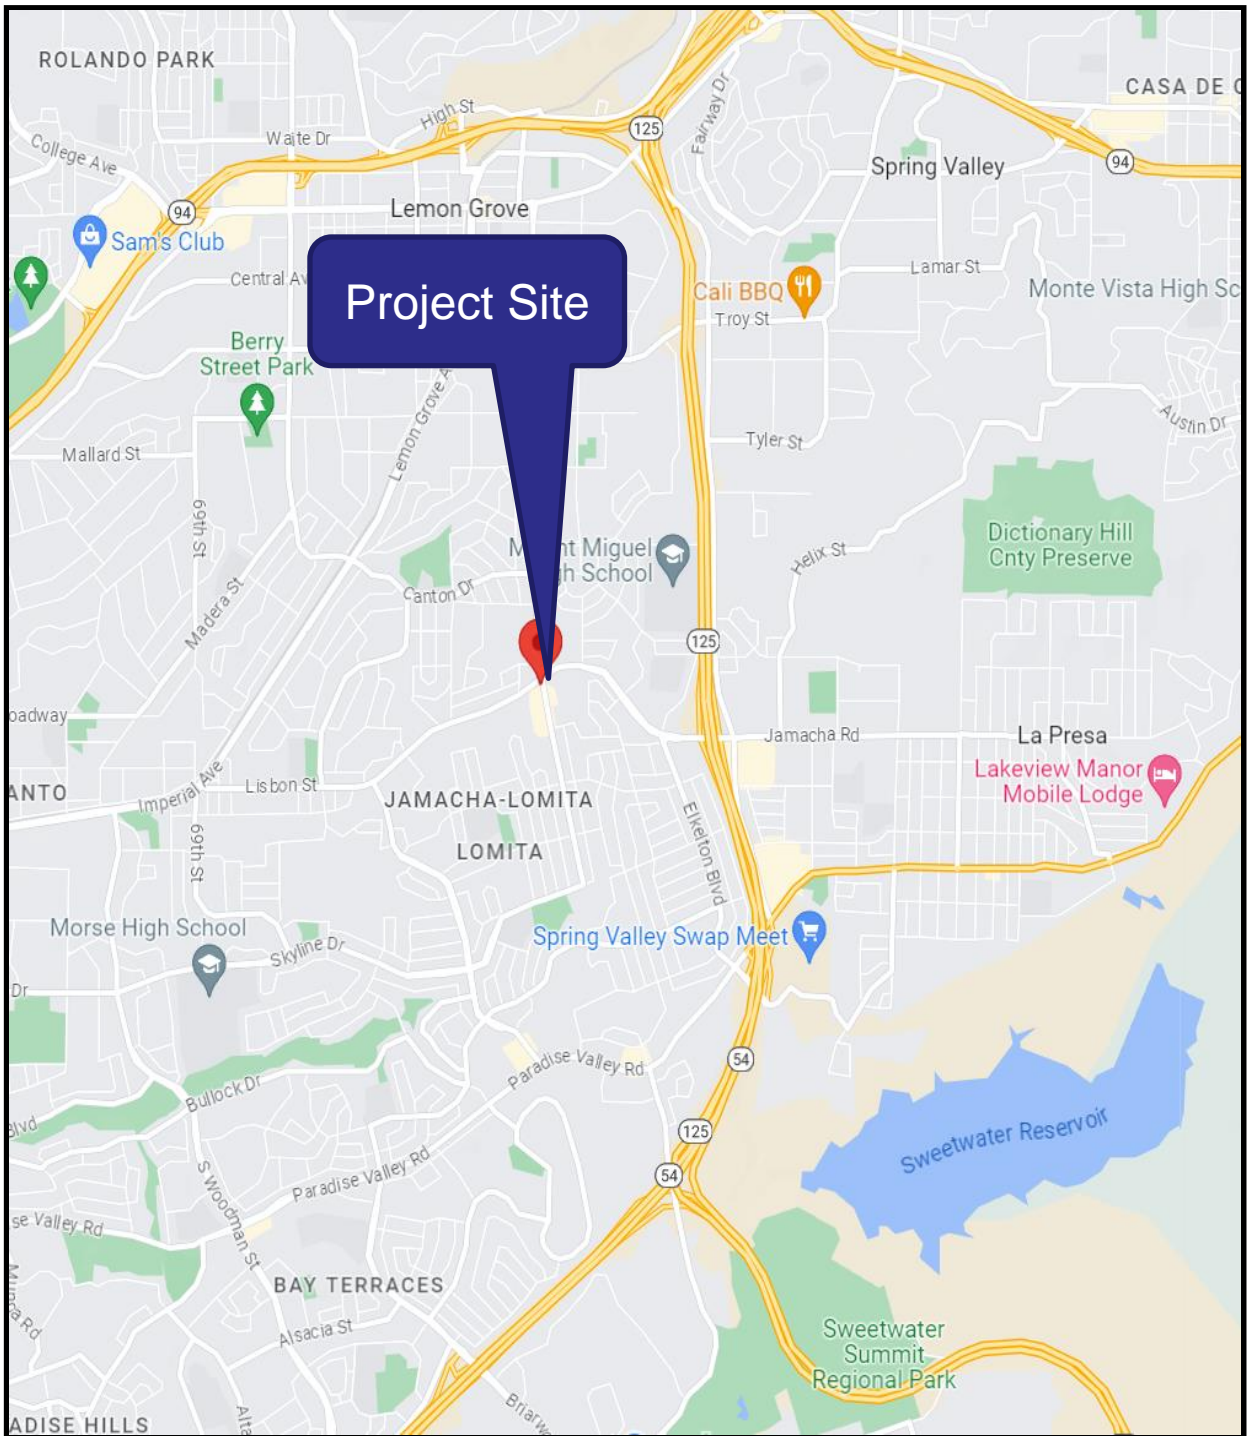 ROLANDO PARK
CASA DE
High St
125
Fairway Dr
Waite Dr
College Ave
Spring Valley
94
94
Lemon Grove
Sam's Club
Project Site
Central
Lamar St
Cali BBQ
Monte Vista High
Troy St
Berry
Street Park
Lemon Grove
Austin Dr
Tyler St
Mallard St
69th St
Dictionary Hill
Cnty Preserve
Miguel
School
Helix St
Canton Dr
Madera St
125
Jamacha Rd
La Presa
Lakeview Manor
Mobile Lodge
Imperial Ave
Lisbon St
JAMACHA-LOMITA
LOMITA
Elkelton Blvd
69th St
Morse High School
Spring Valley Swap Meet
Skyline Dr
Dr
Paradise Valley Rd
54
Bullock Dr
Blvd
125
Sweetwater Reservoir
54
Paradise Valley Rd
S Woodman St
Valley Rd
Rd
BAY TERRACES
Alsacia St
Sweetwater
Summit
Regional Park
HILLS